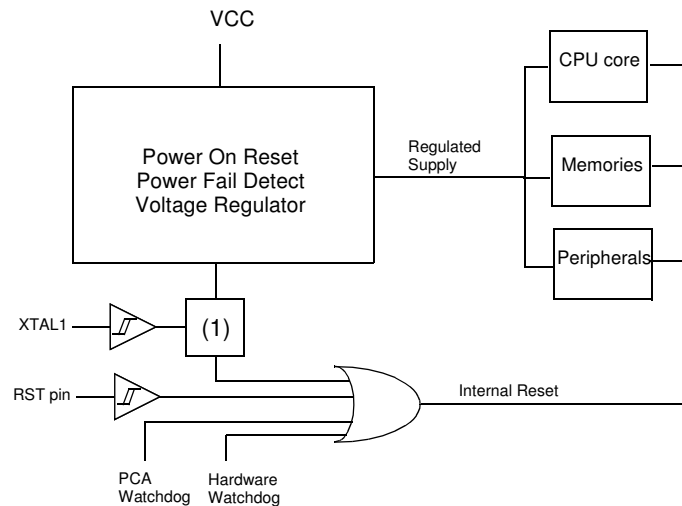 VCC
CPU core
Power On Reset
Power Fail Detect
Voltage Regulator
Regulated
Supply
Memories
Peripherals
XTAL1
(1)
RST pin
Internal Reset
PCA
Watchdog
Hardware
Watchdog